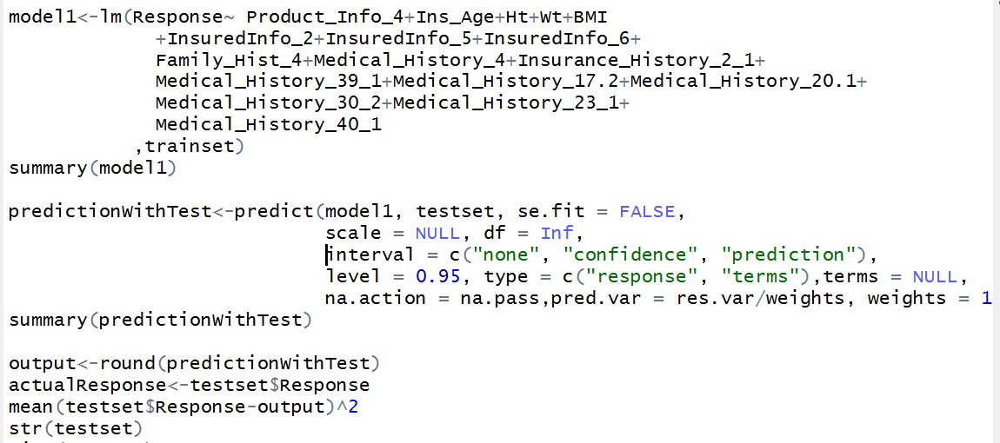 model1<-lm(Response~ Product_Info_4+Ins_Age+Ht+Wt+BMI
+InsuredInfo_2+InsuredInfo_5+InsuredInfo_6+
Family_Hist_4+Medical_History_4+Insurance_History_2_1+
Medical_History_39_1+Medical_History_17.2+Medical_History_20.1+
Medical_History_30_2+Medical_History_23_1+
Medical_History_40_1
,trainset)
summary(model1)
predictionWithTest<-predict(model1, testset, se.fit = FALSE,
scale = NULL, df = Inf,
interval = c("none", "confidence", "prediction"),
level = 0.95, type = c("response", "terms"),terms = NULL,
na.action = na.pass,pred.var = res.var/weights, weights = 1
summary(predictionWithTest)
output<-round(predictionWithTest)
actualResponse<-testset$Response
mean(testset$Response-output)^2
str(testset)